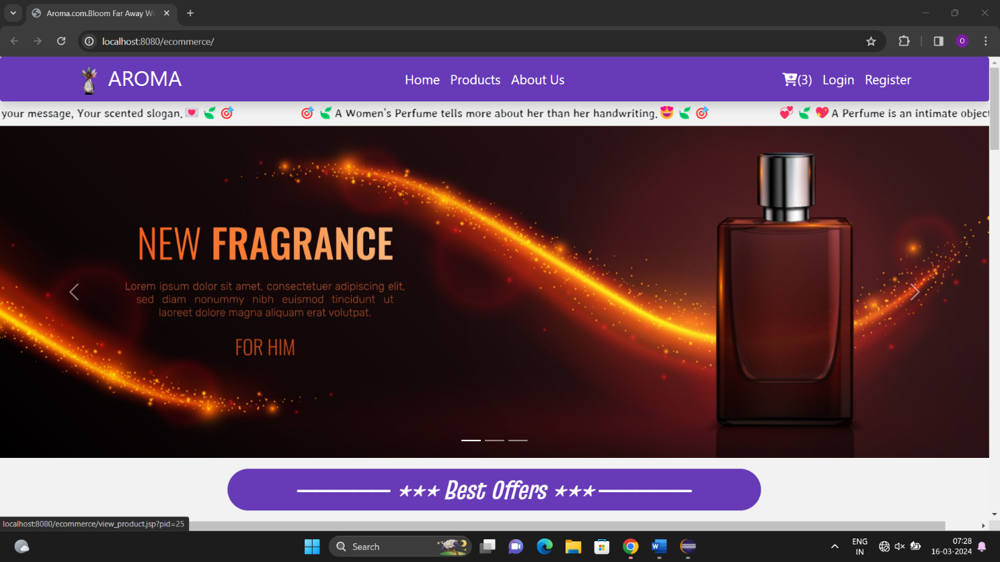 Aroma.com.Bloom Far Away Wi
localhost:8080/ecommerce/
O
AROMA
Home Products About Us
(3) Login Register
your message, Your scented slogan.💌 🌿 🎯 🎯 🌿 A Women's Perfume tells more about her than her handwriting.😍 🌿 🎯 💞 🌿 💖 A Perfume is an intimate object
NEW FRAGRANCE
Lorem ipsum dolor sit amet, consectetuer adipiscing elit,
sed diam nonummy nibh euismod tincidunt ut
laoreet dolore magna aliquam erat volutpat.
FOR HIM
★★★ Best Offers ★★★
localhost:8080/ecommerce/view_product.jsp?pid=25
Search
W
ENG
IN
07:28
16-03-2024